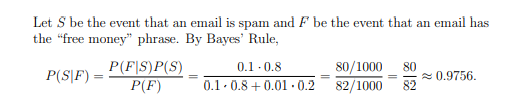 Let S be the event that an email is spam and F be the event that an email has
the “free money” phrase. By Bayes' Rule,
P(S|F) = P(F|S)P(S) / P(F) = 0.1 · 0.8 / 0.1 · 0.8 + 0.01 · 0.2 = 80/1000 / 82/1000 = 80 / 82 ≈ 0.9756.